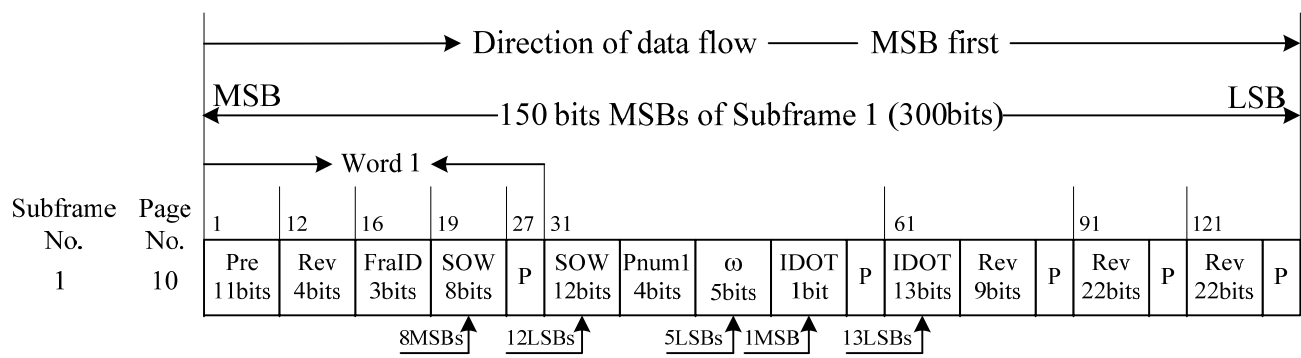 Direction of data flow MSB first
MSB LSB
150 bits MSBs of Subframe 1 (300bits)
Word 1
Subframe No. 1
Page No. 10
1 12 16 19 27 31 61 91 121
Pre 11bits
Rev 4bits
FraID 3bits
SOW 8bits
P
SOW 12bits
Pnum1 4bits
ω 5bits
IDOT 1bit
P
IDOT 13bits
Rev 9bits
P
Rev 22bits
P
Rev 22bits
P
8MSBs 12LSBs 5LSBs 1MSB 13LSBs